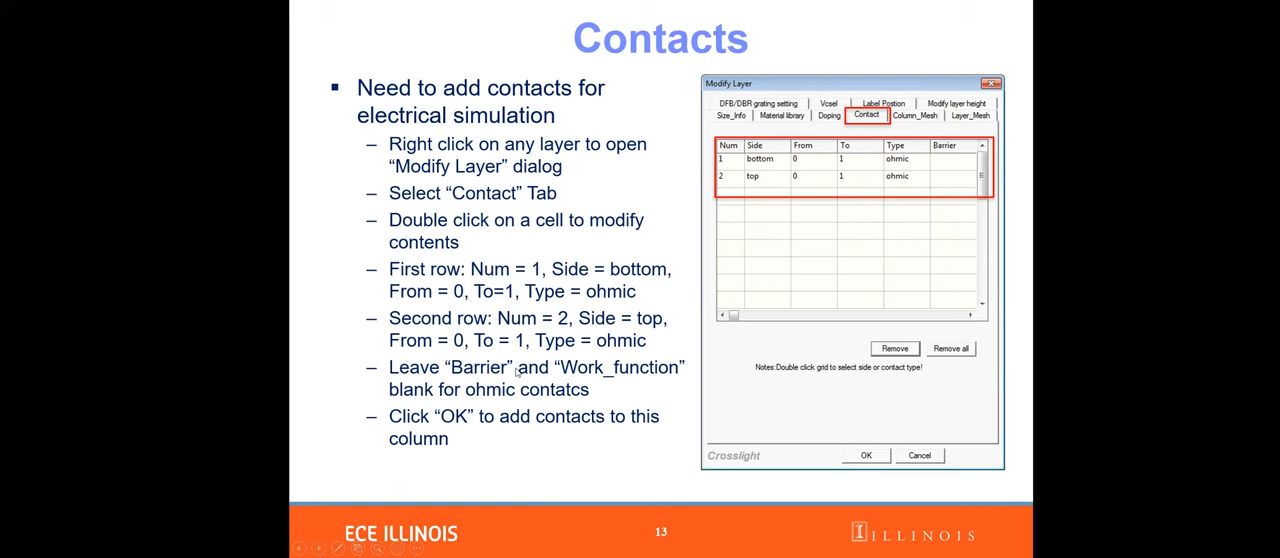 Contacts
▪ Need to add contacts for
electrical simulation
– Right click on any layer to open
“Modify Layer” dialog
– Select “Contact” Tab
– Double click on a cell to modify
contents
– First row: Num = 1, Side = bottom,
From = 0, To=1, Type = ohmic
– Second row: Num = 2, Side = top,
From = 0, To = 1, Type = ohmic
– Leave “Barrier” and “Work_function”
blank for ohmic contatcs
– Click “OK” to add contacts to this
column
Modify Layer
DFB/DBR grating setting Vcsel Label Postion Modify layer height
Size_Info Material library Doping Contact Column_Mesh Layer_Mesh
Num Side From To Type Barrier
1 bottom 0 1 ohmic
2 top 0 1 ohmic
Remove Remove all
Notes:Double click grid to select side or contact type!
Crosslight OK Cancel
ECE ILLINOIS 13 ILLINOIS